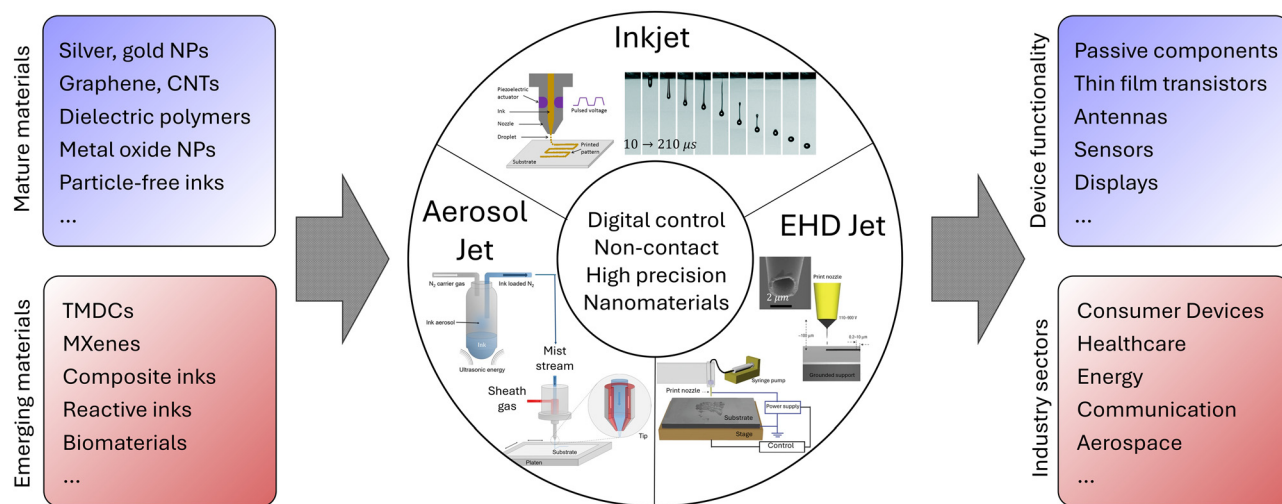 Mature materials
Silver, gold NPs
Graphene, CNTs
Dielectric polymers
Metal oxide NPs
Particle-free inks
...
Emerging materials
TMDCs
MXenes
Composite inks
Reactive inks
Biomaterials
...
Inkjet
Piezoelectric
actuator
Ink
Nozzle
Droplet
Pulsed voltage
Printed
pattern
Substrate
10 → 210 μs
Aerosol
Jet
N₂ carrier gas
Ink loaded N₂
Ink aerosol
Ink
Ultrasonic energy
Mist
stream
Sheath
gas
Tip
Substrate
Platen
Digital control
Non-contact
High precision
Nanomaterials
EHD Jet
2 μm
Print nozzle
Grounded support
Syringe pump
Print nozzle
Substrate
Stage
Power supply
Control
Device functionality
Passive components
Thin film transistors
Antennas
Sensors
Displays
...
Industry sectors
Consumer Devices
Healthcare
Energy
Communication
Aerospace
...